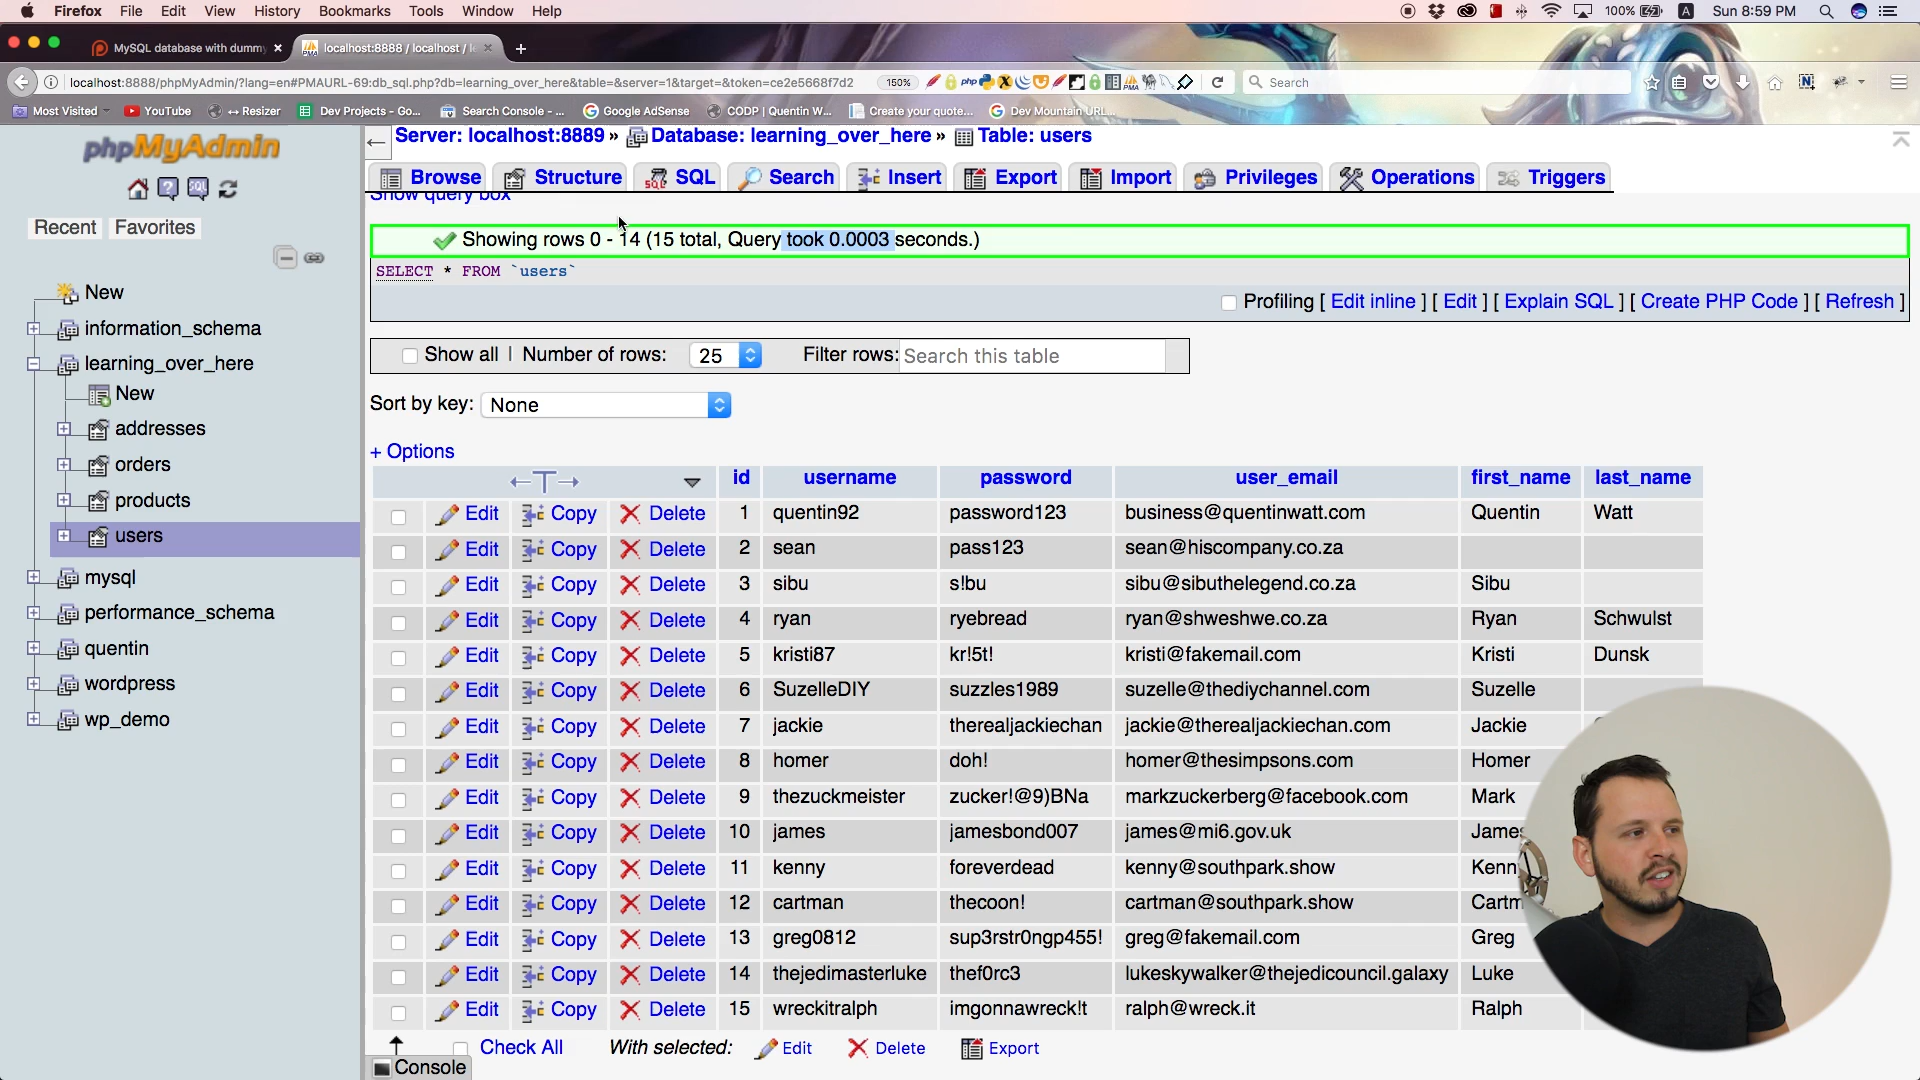 Firefox File Edit View History Bookmarks Tools Window Help 100% A Sun 8:59 PM
MySQL database with dummy localhost:8888 / localhost / l
localhost:8888/phpMyAdmin/?lang=en#PMAURL-69:db_sql.php?db=learning_over_here&table=&server=1&target=&token=ce2e5668f7d2 150% Search
Most Visited YouTube ↔ Resizer Dev Projects - Go... Search Console - ... Google AdSense CODP | Quentin W... Create your quote... Dev Mountain URL...
phpMyAdmin
Recent Favorites
New
information_schema
learning_over_here
New
addresses
orders
products
users
mysql
performance_schema
quentin
wordpress
wp_demo
Server: localhost:8889 » Database: learning_over_here » Table: users
Browse Structure SQL Search Insert Export Import Privileges Operations Triggers
Show query box
Showing rows 0 - 14 (15 total, Query took 0.0003 seconds.)
SELECT * FROM `users`
Profiling [ Edit inline ] [ Edit ] [ Explain SQL ] [ Create PHP Code ] [ Refresh ]
Show all | Number of rows: 25 Filter rows: Search this table
Sort by key: None
+ Options
←T→ id username password user_email first_name last_name
Edit Copy Delete 1 quentin92 password123 business@quentinwatt.com Quentin Watt
Edit Copy Delete 2 sean pass123 sean@hiscompany.co.za
Edit Copy Delete 3 sibu s!bu sibu@sibuthelegend.co.za Sibu
Edit Copy Delete 4 ryan ryebread ryan@shweshwe.co.za Ryan Schwulst
Edit Copy Delete 5 kristi87 kr!5t! kristi@fakemail.com Kristi Dunsk
Edit Copy Delete 6 SuzelleDIY suzzles1989 suzelle@thediychannel.com Suzelle
Edit Copy Delete 7 jackie therealjackiechan jackie@therealjackiechan.com Jackie
Edit Copy Delete 8 homer doh! homer@thesimpsons.com Homer
Edit Copy Delete 9 thezuckmeister zucker!@9)BNa markzuckerberg@facebook.com Mark
Edit Copy Delete 10 james jamesbond007 james@mi6.gov.uk James
Edit Copy Delete 11 kenny foreverdead kenny@southpark.show Kenn
Edit Copy Delete 12 cartman thecoon! cartman@southpark.show Cartm
Edit Copy Delete 13 greg0812 sup3rstr0ngp455! greg@fakemail.com Greg
Edit Copy Delete 14 thejedimasterluke thef0rc3 lukeskywalker@thejedicouncil.galaxy Luke
Edit Copy Delete 15 wreckitralph imgonnawreck!t ralph@wreck.it Ralph
Check All With selected: Edit Delete Export
Console